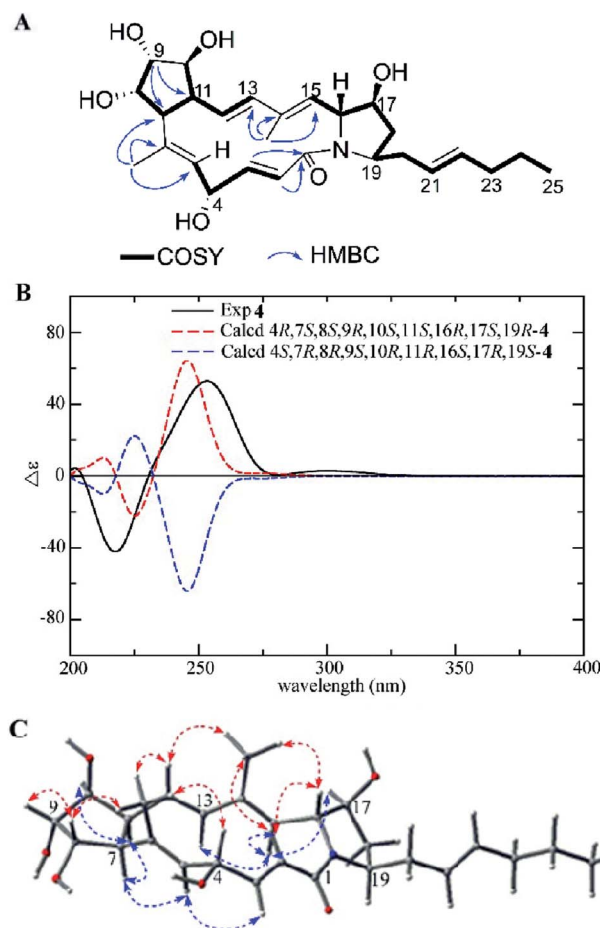 A
HO 9 OH
HO 11 13 15 H OH 17
H N 19 21 23 25
4 O
HO
COSY HMBC
B
Exp 4
Calcd 4R,7S,8S,9R,10S,11S,16R,17S,19R-4
Calcd 4S,7R,8R,9S,10R,11R,16S,17R,19S-4
80
40
0
-40
-80
Δε
200 250 300 350 400
wavelength (nm)
C
9 13 17
7 4 1 19